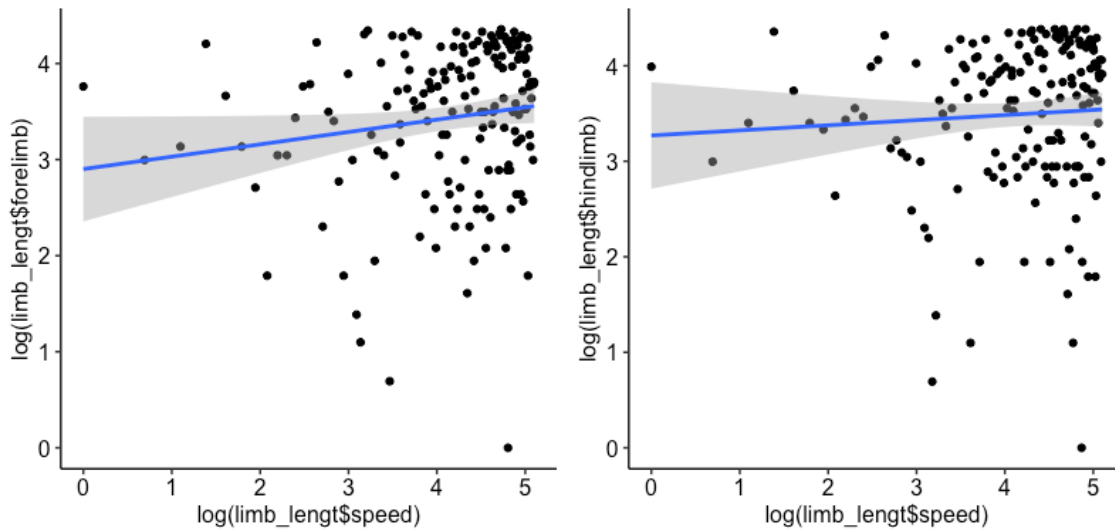 log(limb_lengt$forelimb)
4
3
2
1
0
0 1 2 3 4 5
log(limb_lengt$speed)
log(limb_lengt$hindlimb)
4
3
2
1
0
0 1 2 3 4 5
log(limb_lengt$speed)